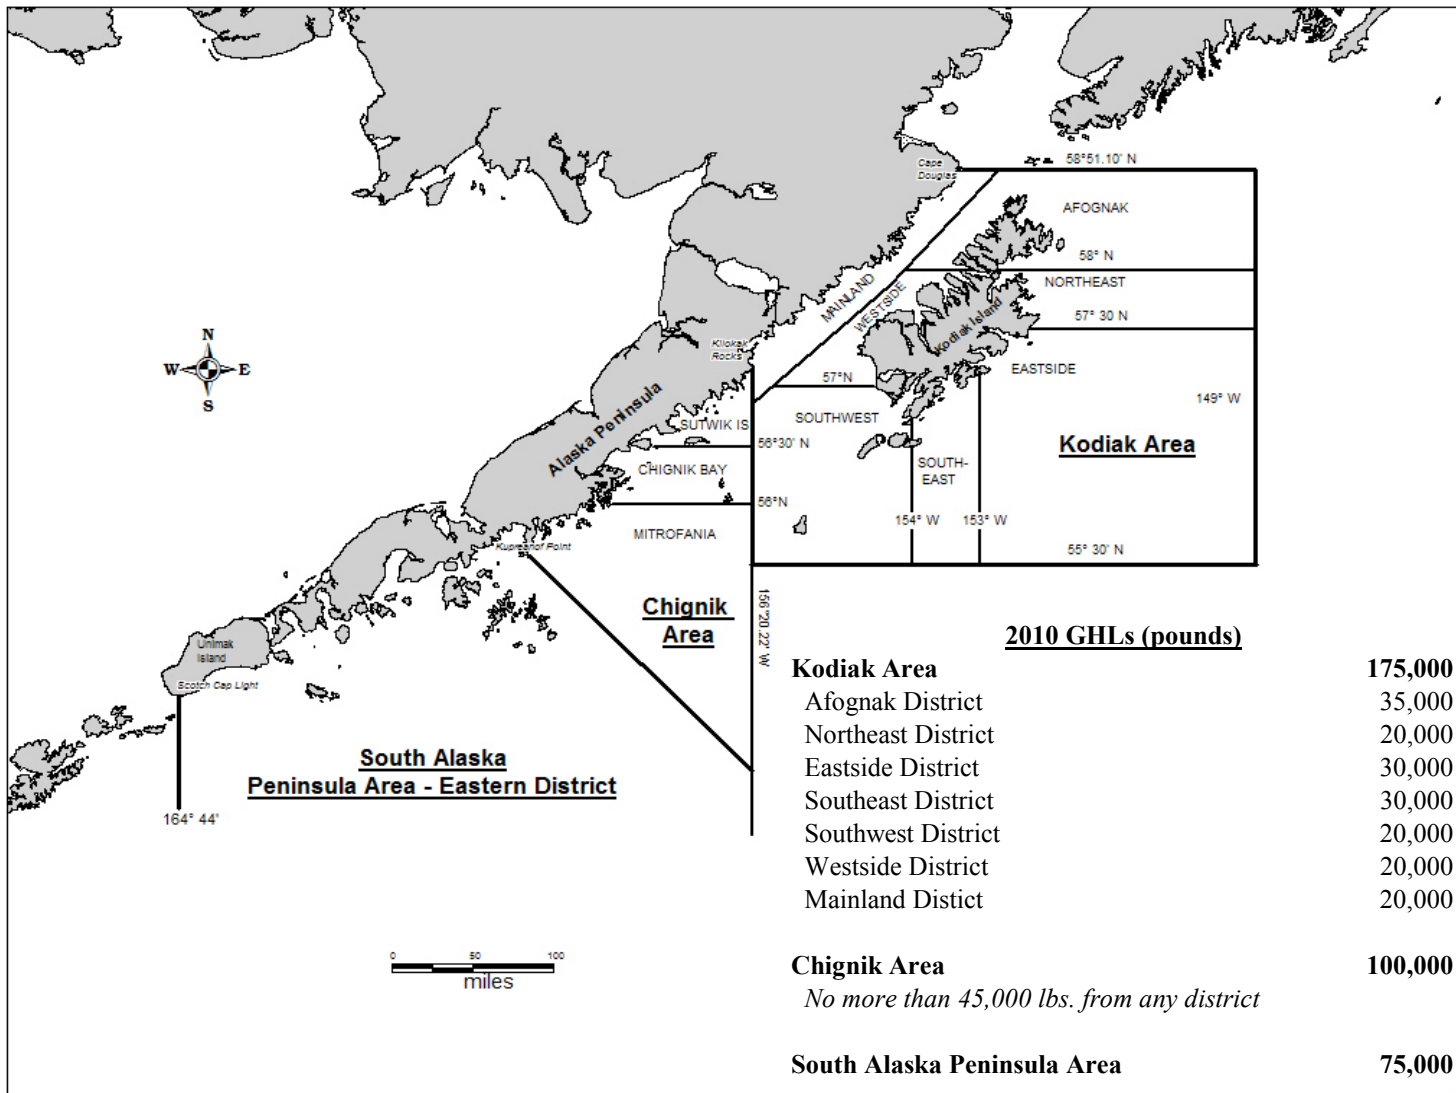 Cape
Douglas
58°51.10' N
AFOGNAK
58° N
MAINLAND
WESTSIDE
NORTHEAST
57° 30 N
Kodiak Island
N
W E
S
Kilokak
Rocks
57°N
EASTSIDE
149° W
Alaska Peninsula
SUTWIK IS
SOUTHWEST
56°30' N
Kodiak Area
CHIGNIK BAY
SOUTH-
EAST
56°N
154° W
153° W
MITROFANIA
Kupreanof Point
55° 30' N
Chignik
Area
156°20.22' W
Unimak
Island
Scotch Cap Light
South Alaska
Peninsula Area - Eastern District
164° 44'
0 50 100
miles
2010 GHLs (pounds)
Kodiak Area 175,000
Afognak District 35,000
Northeast District 20,000
Eastside District 30,000
Southeast District 30,000
Southwest District 20,000
Westside District 20,000
Mainland Distict 20,000
Chignik Area 100,000
No more than 45,000 lbs. from any district
South Alaska Peninsula Area 75,000